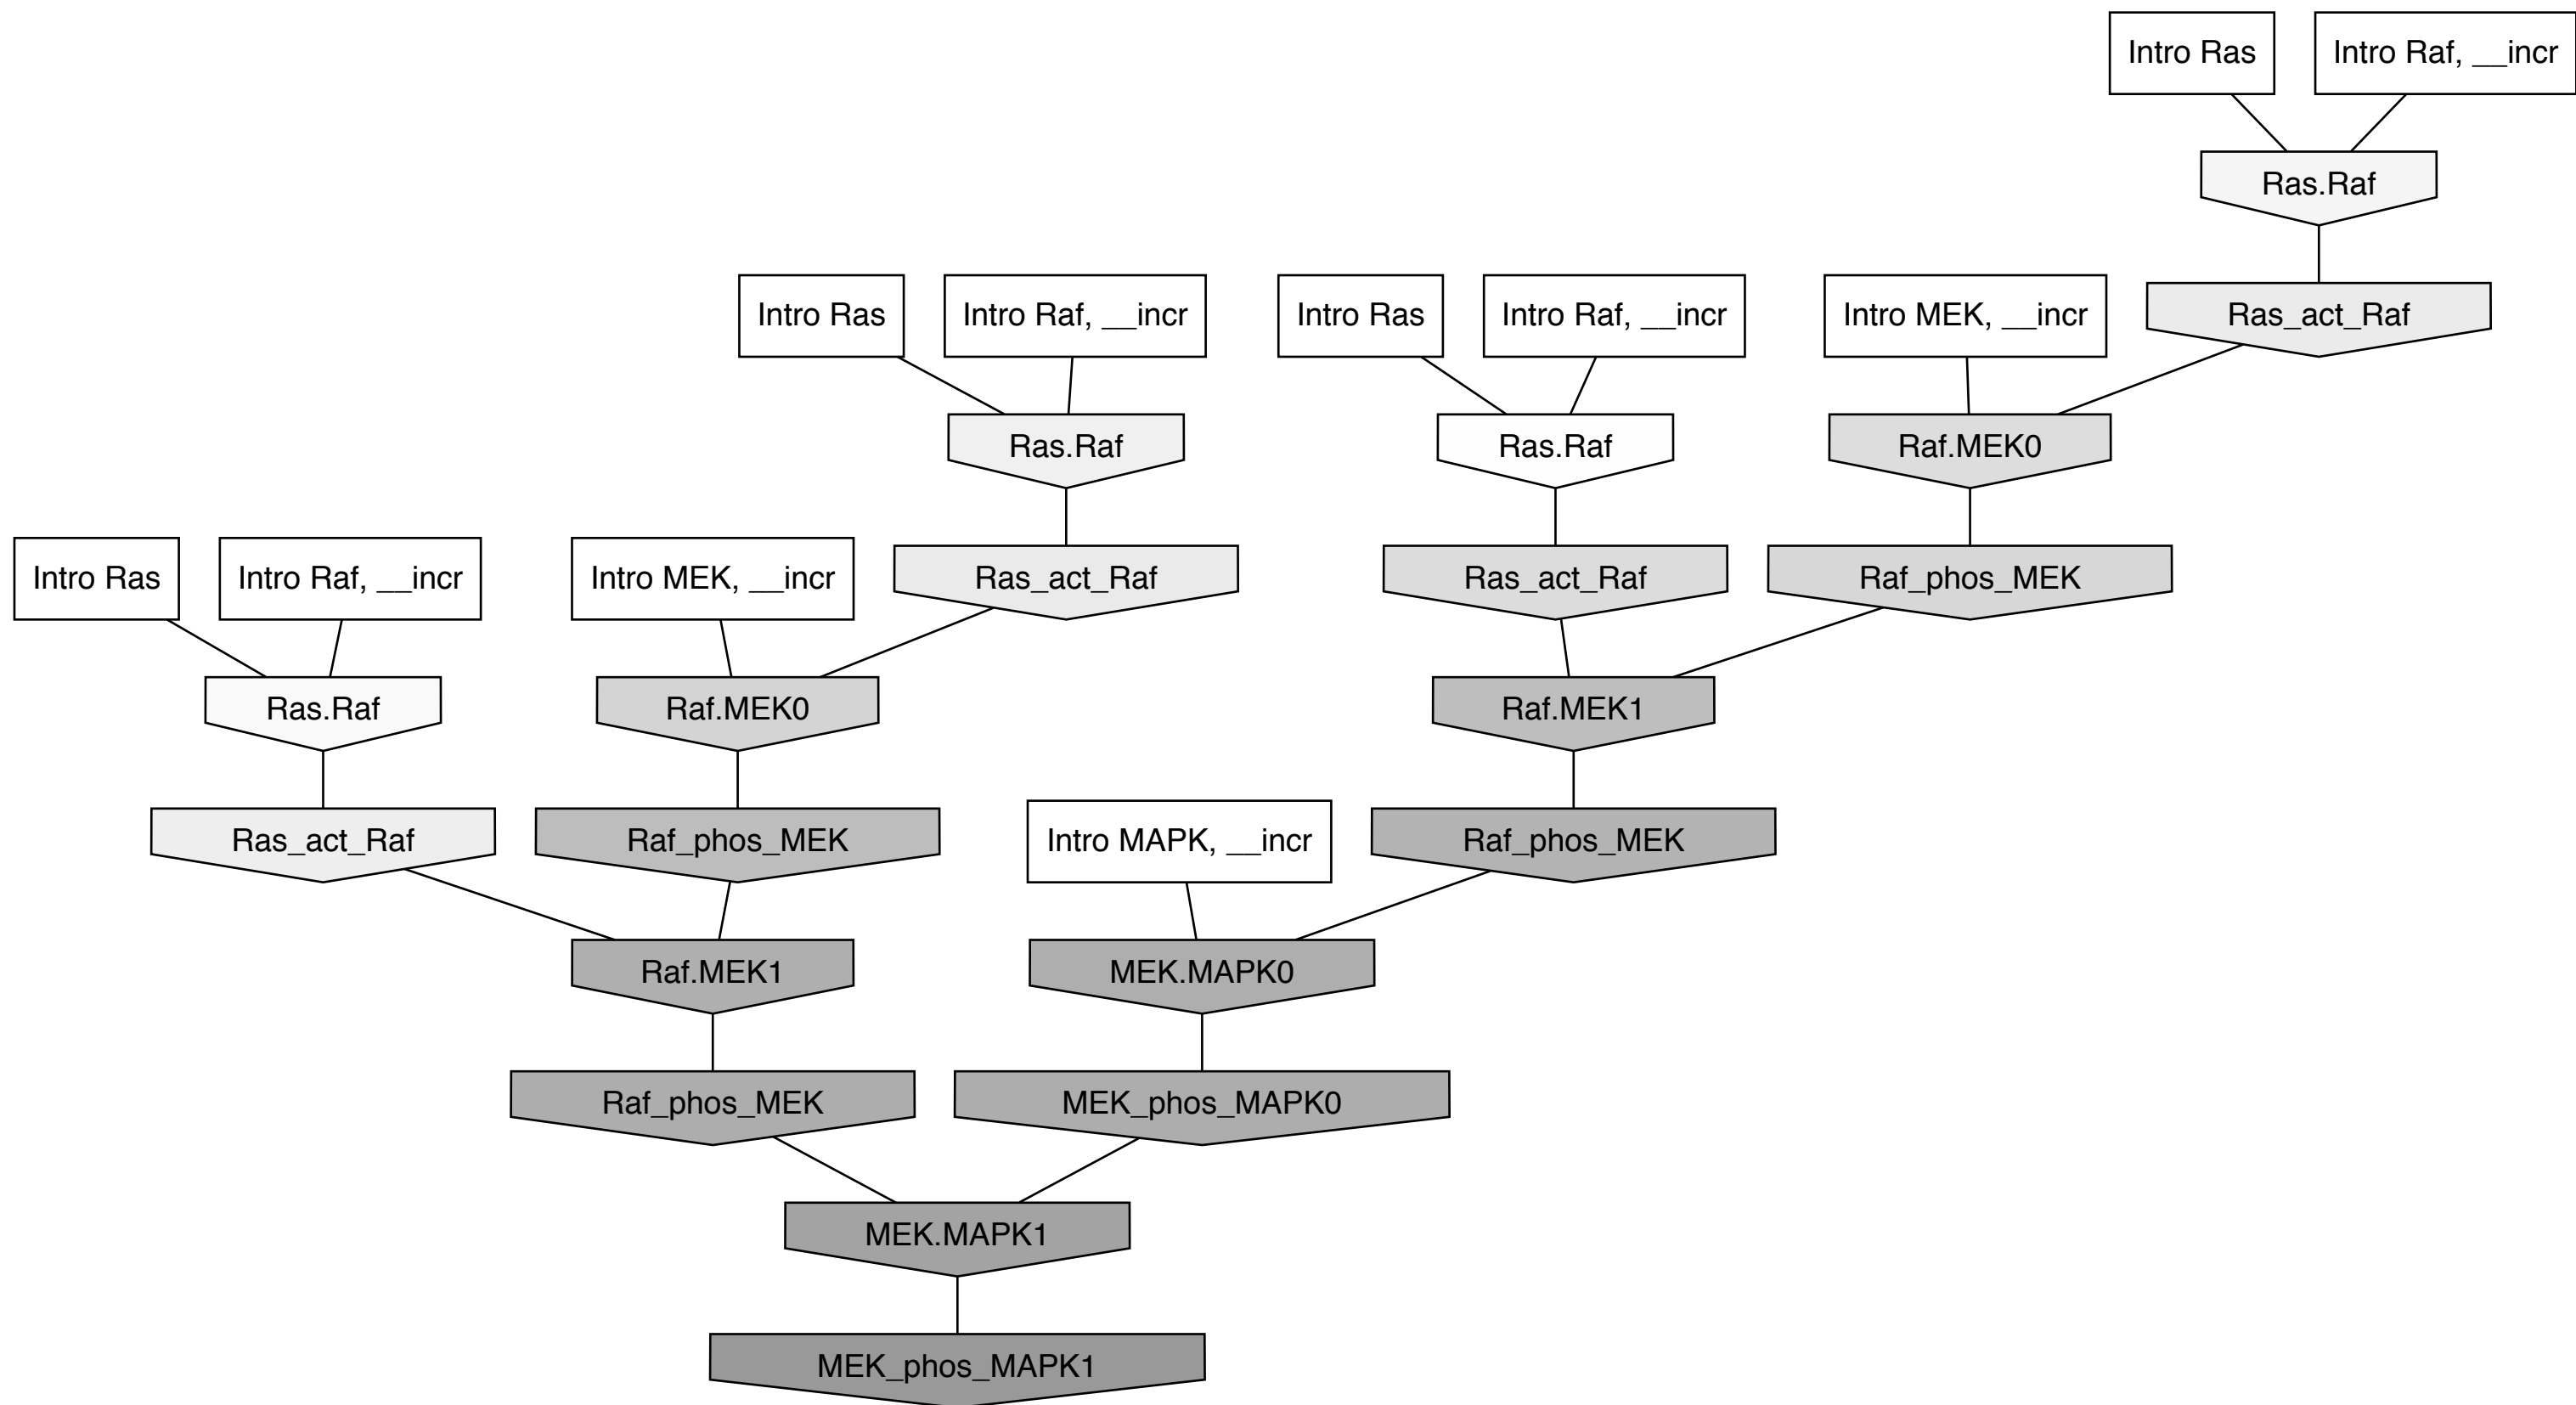 Intro Ras
Intro Raf, __incr
Ras.Raf
Intro Ras
Intro Raf, __incr
Intro Ras
Intro Raf, __incr
Intro MEK, __incr
Ras_act_Raf
Ras.Raf
Ras.Raf
Raf.MEK0
Intro Ras
Intro Raf, __incr
Intro MEK, __incr
Ras_act_Raf
Ras_act_Raf
Raf_phos_MEK
Ras.Raf
Raf.MEK0
Raf.MEK1
Ras_act_Raf
Raf_phos_MEK
Intro MAPK, __incr
Raf_phos_MEK
Raf.MEK1
MEK.MAPK0
Raf_phos_MEK
MEK_phos_MAPK0
MEK.MAPK1
MEK_phos_MAPK1